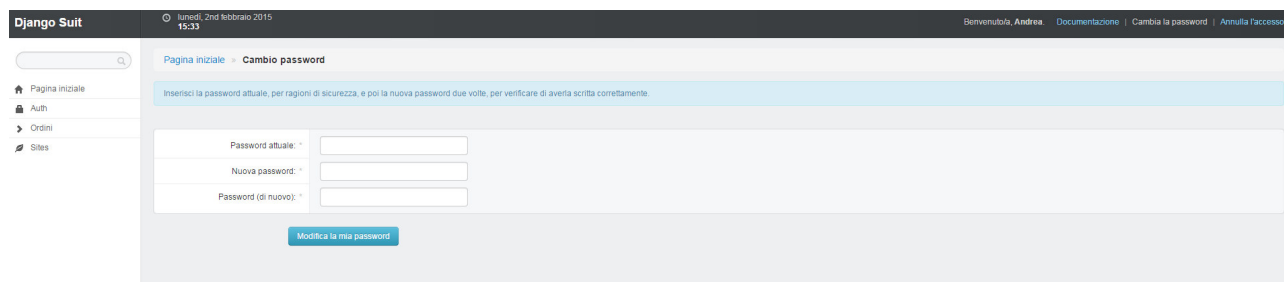 Django Suit
lunedì, 2nd febbraio 2015
15:33
Benvenuto/a, Andrea. Documentazione | Cambia la password | Annulla l'accesso
Pagina iniziale » Cambio password
Pagina iniziale
Auth
Ordini
Sites
Inserisci la password attuale, per ragioni di sicurezza, e poi la nuova password due volte, per verificare di averla scritta correttamente.
Password attuale: *
Nuova password: *
Password (di nuovo): *
Modifica la mia password